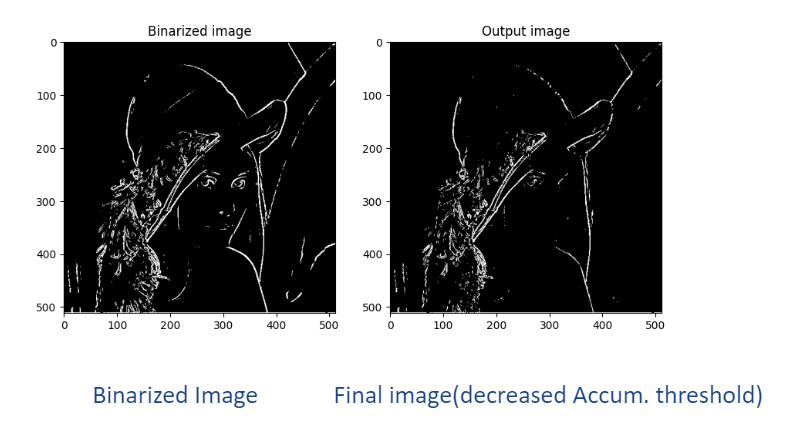 Binarized image
Output image
0
100
200
300
400
500
0 100 200 300 400 500
0
100
200
300
400
500
0 100 200 300 400 500
Binarized Image
Final image(decreased Accum. threshold)